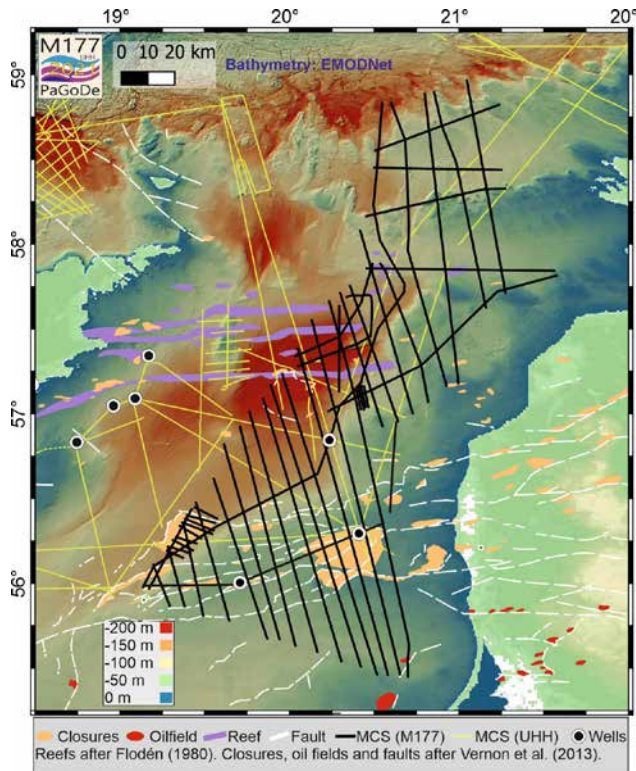 19° 20° 21° 20°
M177
UHH
2021
PaGoDe
0 10 20 km
Bathymetry: EMODNet
59°
58°
57°
56°
-200 m
-150 m
-100 m
-50 m
0 m
Closures Oilfield Reef Fault MCS (M177) MCS (UHH) Wells
Reefs after Flodén (1980). Closures, oil fields and faults after Vernon et al. (2013).